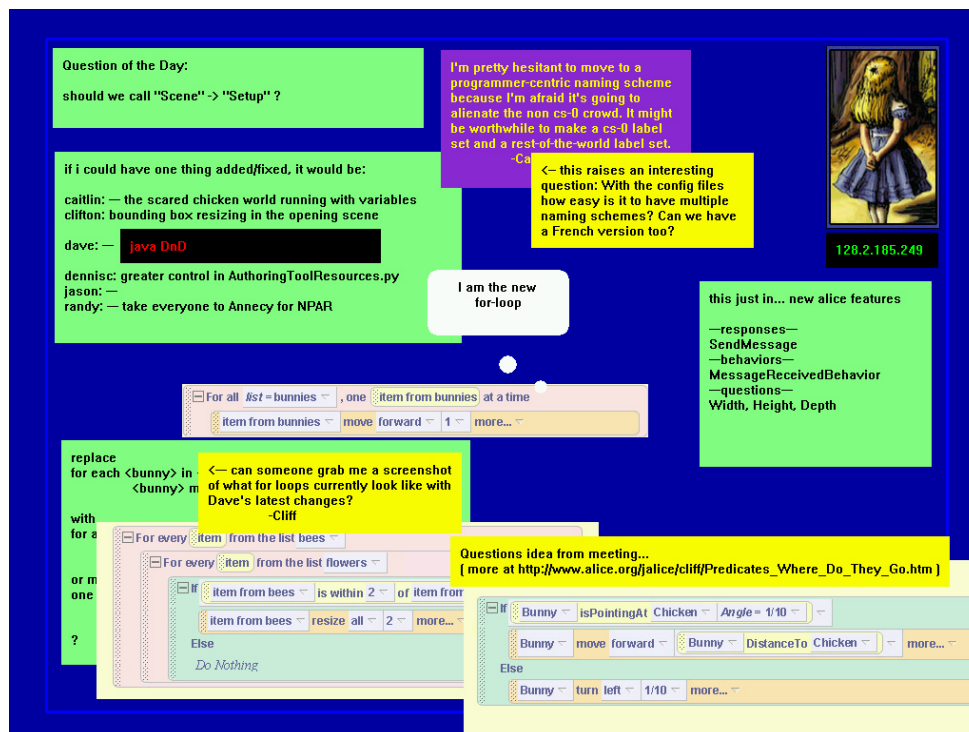 Question of the Day:
should we call "Scene" -> "Setup" ?
I'm pretty hesitant to move to a
programmer-centric naming scheme
because I'm afraid it's going to
alienate the non cs-0 crowd. It might
be worthwhile to make a cs-0 label
set and a rest-of-the-world label set.
<— this raises an interesting
question: With the config files
how easy is it to have multiple
naming schemes? Can we have
a French version too?
128.2.185.249
if i could have one thing added/fixed, it would be:
caitlin: — the scared chicken world running with variables
clifton: bounding box resizing in the opening scene
dave: — java DnD
dennisc: greater control in AuthoringToolResources.py
jason: —
randy: — take everyone to Annecy for NPAR
I am the new
for-loop
this just in... new alice features
—responses—
SendMessage
—behaviors—
MessageReceivedBehavior
—questions—
Width, Height, Depth
For all list = bunnies , one item from bunnies at a time
item from bunnies move forward 1 more...
replace
for each <bunny> in
<bunny>
with
for
or
one
?
<— can someone grab me a screenshot
of what for loops currently look like with
Dave's latest changes?
-Cliff
For every item from the list bees
For every item from the list flowers
If item from bees is within 2 of item from
item from bees resize all 2 more...
Else
Do Nothing
Questions idea from meeting...
[ more at http://www.alice.org/jalice/cliff/Predicates_Where_Do_They_Go.htm ]
If Bunny isPointingAt Chicken Angle = 1/10
Bunny move forward Bunny DistanceTo Chicken more...
Else
Bunny turn left 1/10 more...